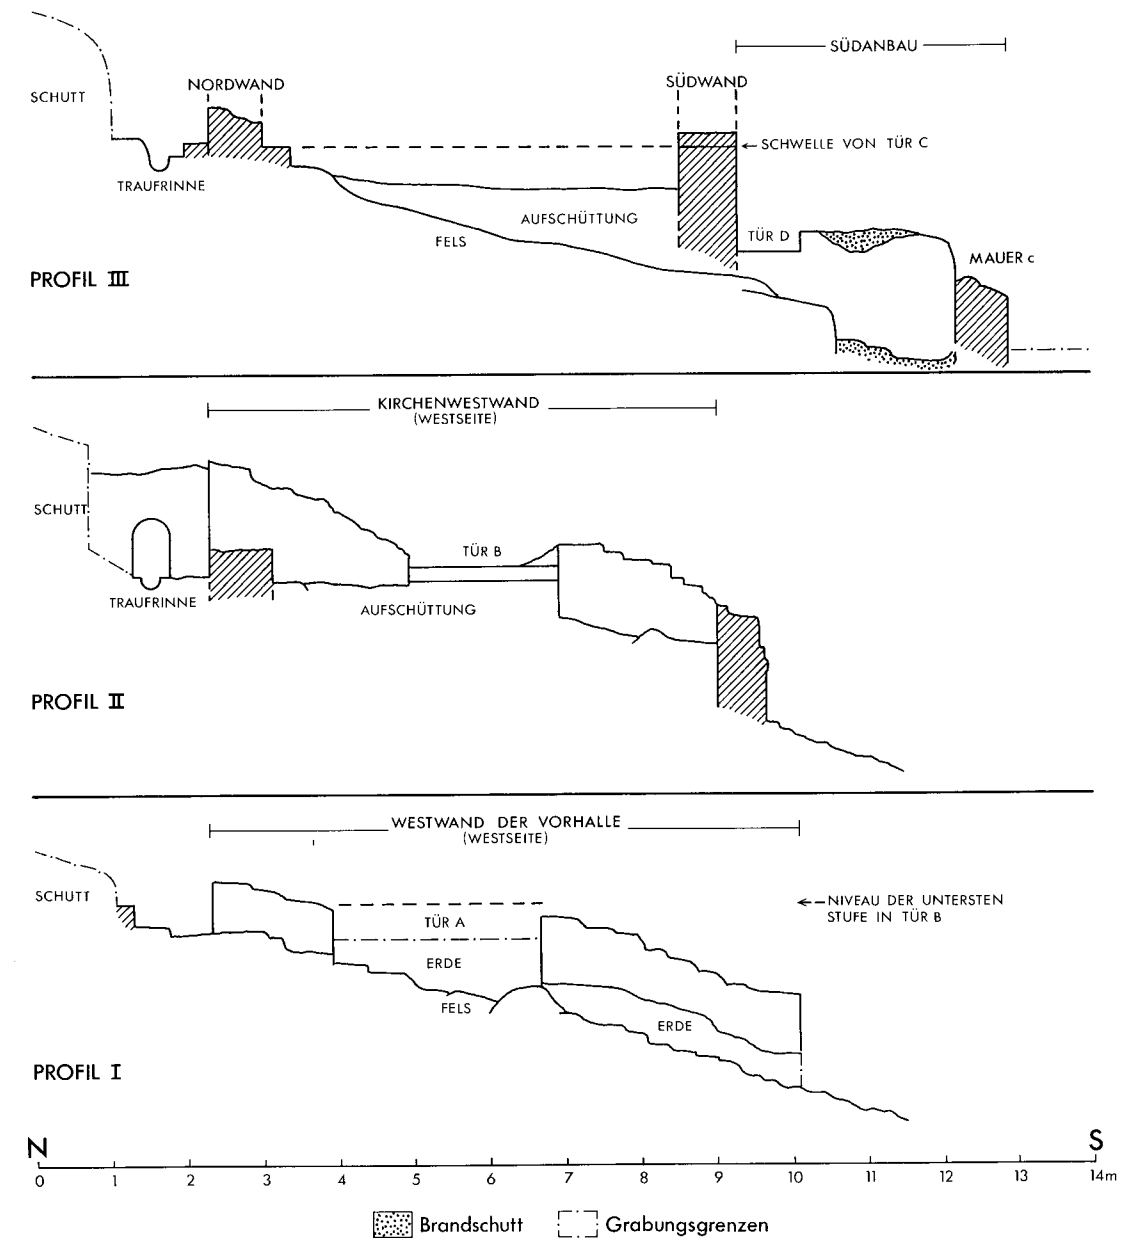 SÜDANBAU
NORDWAND
SÜDWAND
SCHUTT
SCHWELLE VON TÜR C
TRAUFRINNE
AUFSCHÜTTUNG
TÜR D
FELS
MAUER c
PROFIL III
KIRCHENWESTWAND
(WESTSEITE)
SCHUTT
TÜR B
TRAUFRINNE
AUFSCHÜTTUNG
PROFIL II
WESTWAND DER VORHALLE
(WESTSEITE)
SCHUTT
NIVEAU DER UNTERSTEN
STUFE IN TÜR B
TÜR A
ERDE
FELS
ERDE
PROFIL I
N S
0 1 2 3 4 5 6 7 8 9 10 11 12 13 14m
Brandschutt Grabungsgrenzen